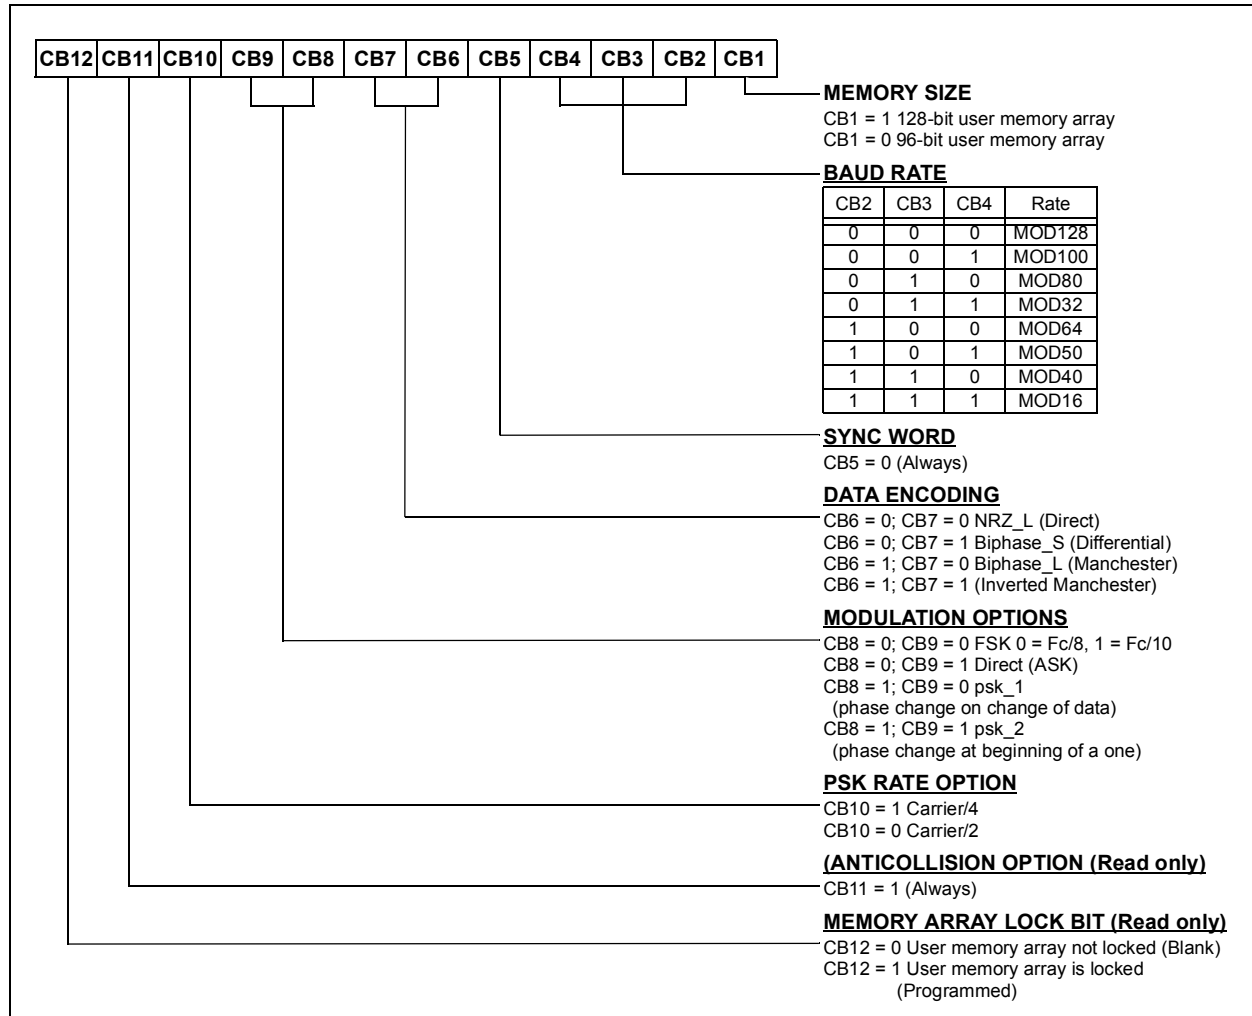 CB12 CB11 CB10 CB9 CB8 CB7 CB6 CB5 CB4 CB3 CB2 CB1
MEMORY SIZE
CB1 = 1 128-bit user memory array
CB1 = 0 96-bit user memory array
BAUD RATE
CB2 CB3 CB4 Rate
0 0 0 MOD128
0 0 1 MOD100
0 1 0 MOD80
0 1 1 MOD32
1 0 0 MOD64
1 0 1 MOD50
1 1 0 MOD40
1 1 1 MOD16
SYNC WORD
CB5 = 0 (Always)
DATA ENCODING
CB6 = 0; CB7 = 0 NRZ_L (Direct)
CB6 = 0; CB7 = 1 Biphase_S (Differential)
CB6 = 1; CB7 = 0 Biphase_L (Manchester)
CB6 = 1; CB7 = 1 (Inverted Manchester)
MODULATION OPTIONS
CB8 = 0; CB9 = 0 FSK 0 = Fc/8, 1 = Fc/10
CB8 = 0; CB9 = 1 Direct (ASK)
CB8 = 1; CB9 = 0 psk_1
(phase change on change of data)
CB8 = 1; CB9 = 1 psk_2
(phase change at beginning of a one)
PSK RATE OPTION
CB10 = 1 Carrier/4
CB10 = 0 Carrier/2
(ANTICOLLISION OPTION (Read only)
CB11 = 1 (Always)
MEMORY ARRAY LOCK BIT (Read only)
CB12 = 0 User memory array not locked (Blank)
CB12 = 1 User memory array is locked
(Programmed)